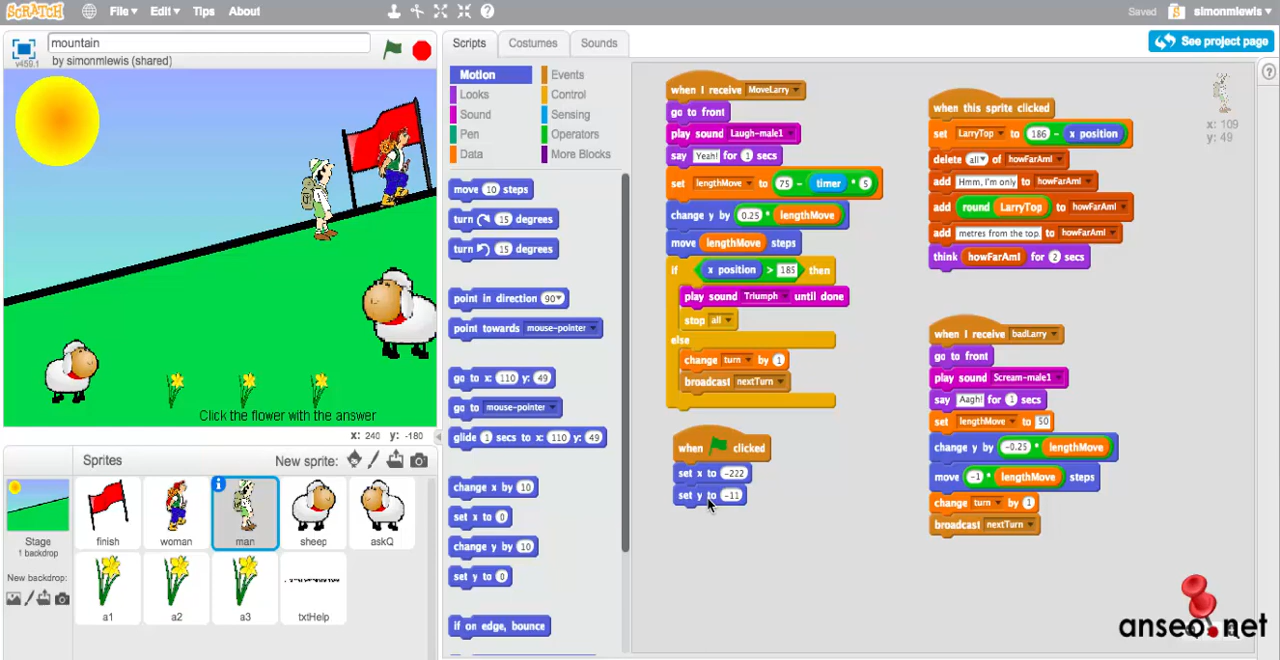 SCRATCH File▾ Edit▾ Tips About Saved simonmlewis▾
mountain
by simonmlewis (shared)
v459.1
Scripts Costumes Sounds
See project page
?
Motion Events
Looks Control
Sound Sensing
Pen Operators
Data More Blocks
move 10 steps
turn 15 degrees
turn 15 degrees
point in direction 90▾
point towards mouse-pointer
go to x: 110 y: 49
go to mouse-pointer
glide 1 secs to x: 110 y: 49
change x by 10
set x to 0
change y by 10
set y to 0
if on edge, bounce
when I receive MoveLarry
go to front
play sound Laugh-male1
say Yeah! for 1 secs
set lengthMove to 75 - timer * 5
change y by 0.25 * lengthMove
move lengthMove steps
if x position > 185 then
play sound Triumph until done
stop all
else
change turn by 1
broadcast nextTurn
when clicked
set x to -222
set y to -11
when this sprite clicked
set LarryTop to 186 - x position
delete all of howFarAmI
add Hmm, I'm only to howFarAmI
add round LarryTop to howFarAmI
add metres from the top. to howFarAmI
think howFarAmI for 2 secs
when I receive badLarry
go to front
play sound Scream-male1
say Aagh! for 1 secs
set lengthMove to 50
change y by -0.25 * lengthMove
move -1 * lengthMove steps
change turn by 1
broadcast nextTurn
x: 109
y: 49
Click the flower with the answer
x: 240 y: -180
Sprites New sprite:
Stage
1 backdrop
New backdrop:
finish woman man sheep askQ
a1 a2 a3 txtHelp
anseo.net